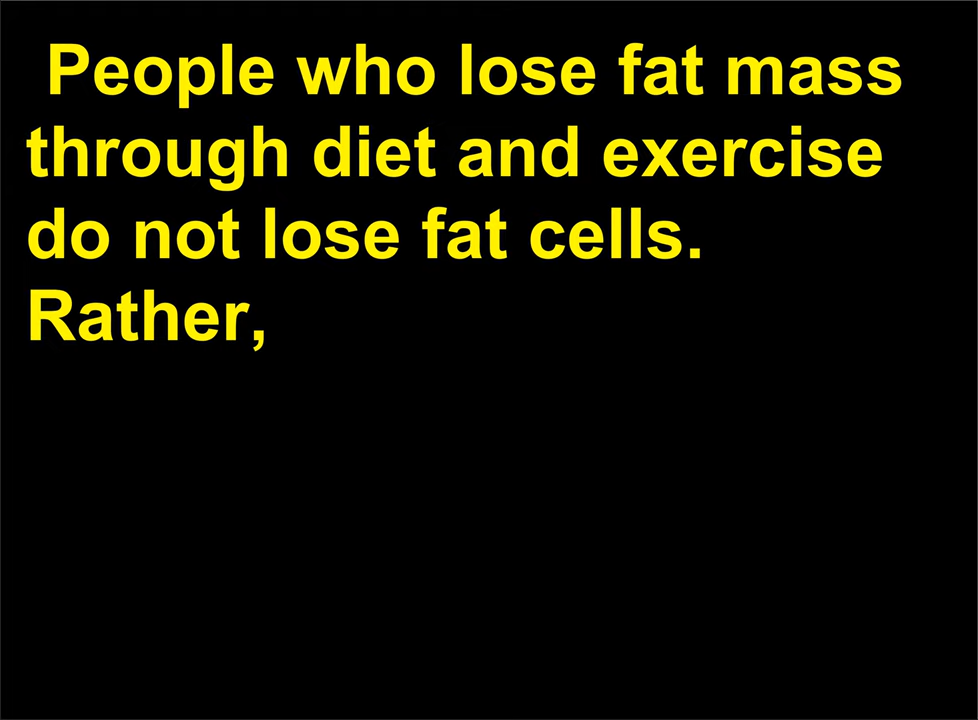 People who lose fat mass
through diet and exercise
do not lose fat cells.
Rather,